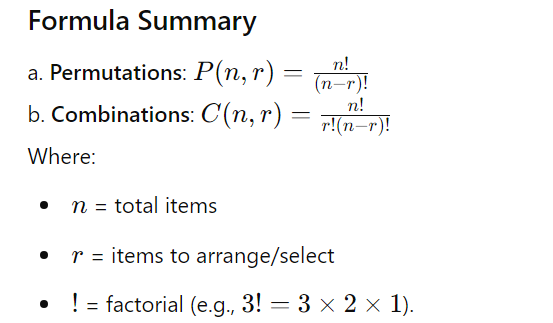 Formula Summary
a. Permutations: P(n, r) = n!/(n−r)!
b. Combinations: C(n, r) = n!/r!(n−r)!
Where:
• n = total items
• r = items to arrange/select
• ! = factorial (e.g., 3! = 3 × 2 × 1).